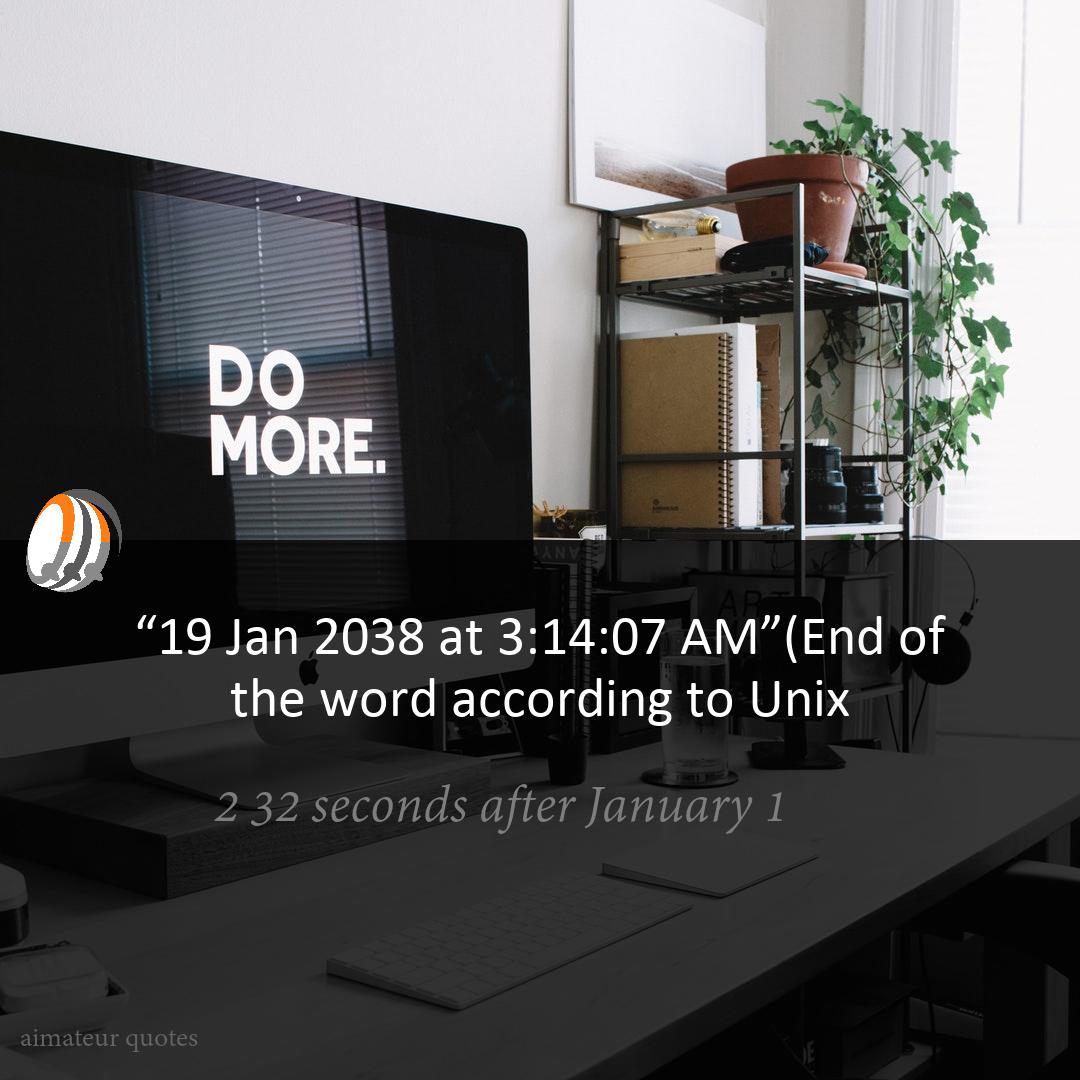 DO
MORE.
“19 Jan 2038 at 3:14:07 AM”(End of
the word according to Unix
2 32 seconds after January 1
aimateur quotes